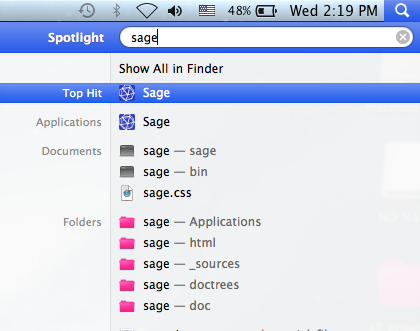 48% Wed 2:19 PM
Spotlight sage
Show All in Finder
Top Hit Sage
Applications Sage
Documents sage — sage
sage — bin
sage.css
Folders sage — Applications
sage — html
sage — _sources
sage — doctrees
sage — doc